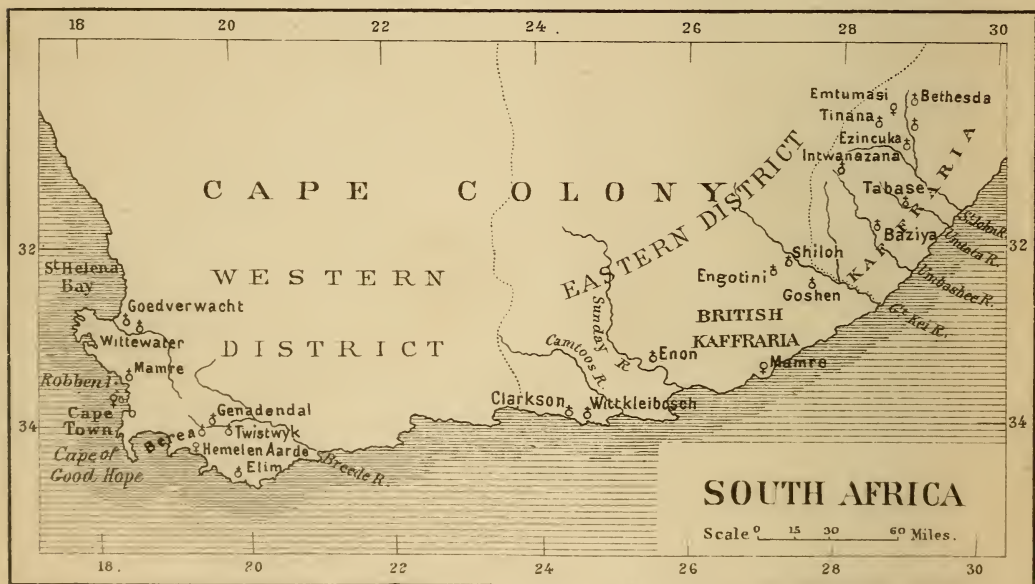 18 20 22 24 26 28 30
Emtumasi
Bethesda
Tinana
Ezincuka
Intwanazana
CAPE COLONY
EASTERN DISTRICT
KAFFRARIA
Tabase
St John R.
Baziya
Umtata R.
32
32
St Helena
Bay
WESTERN
Shiloh
Umbashee R.
Engotini
Goshen
Goedverwacht
Sunday R.
BRITISH
KAFFRARIA
Gt Kei R.
Wittewater
DISTRICT
Camtoos R.
Enon
Mamre
Mamre
Robben I.
Clarkson
Wittkleibosch
Cape
Town
Genadendal
34
34
Berea
Twistwyk
Cape of
Good Hope
Hemelen Aarde
Elim
Breede R.
SOUTH AFRICA
Scale 0 15 30 60 Miles.
18. 20 22 24 26 28 30